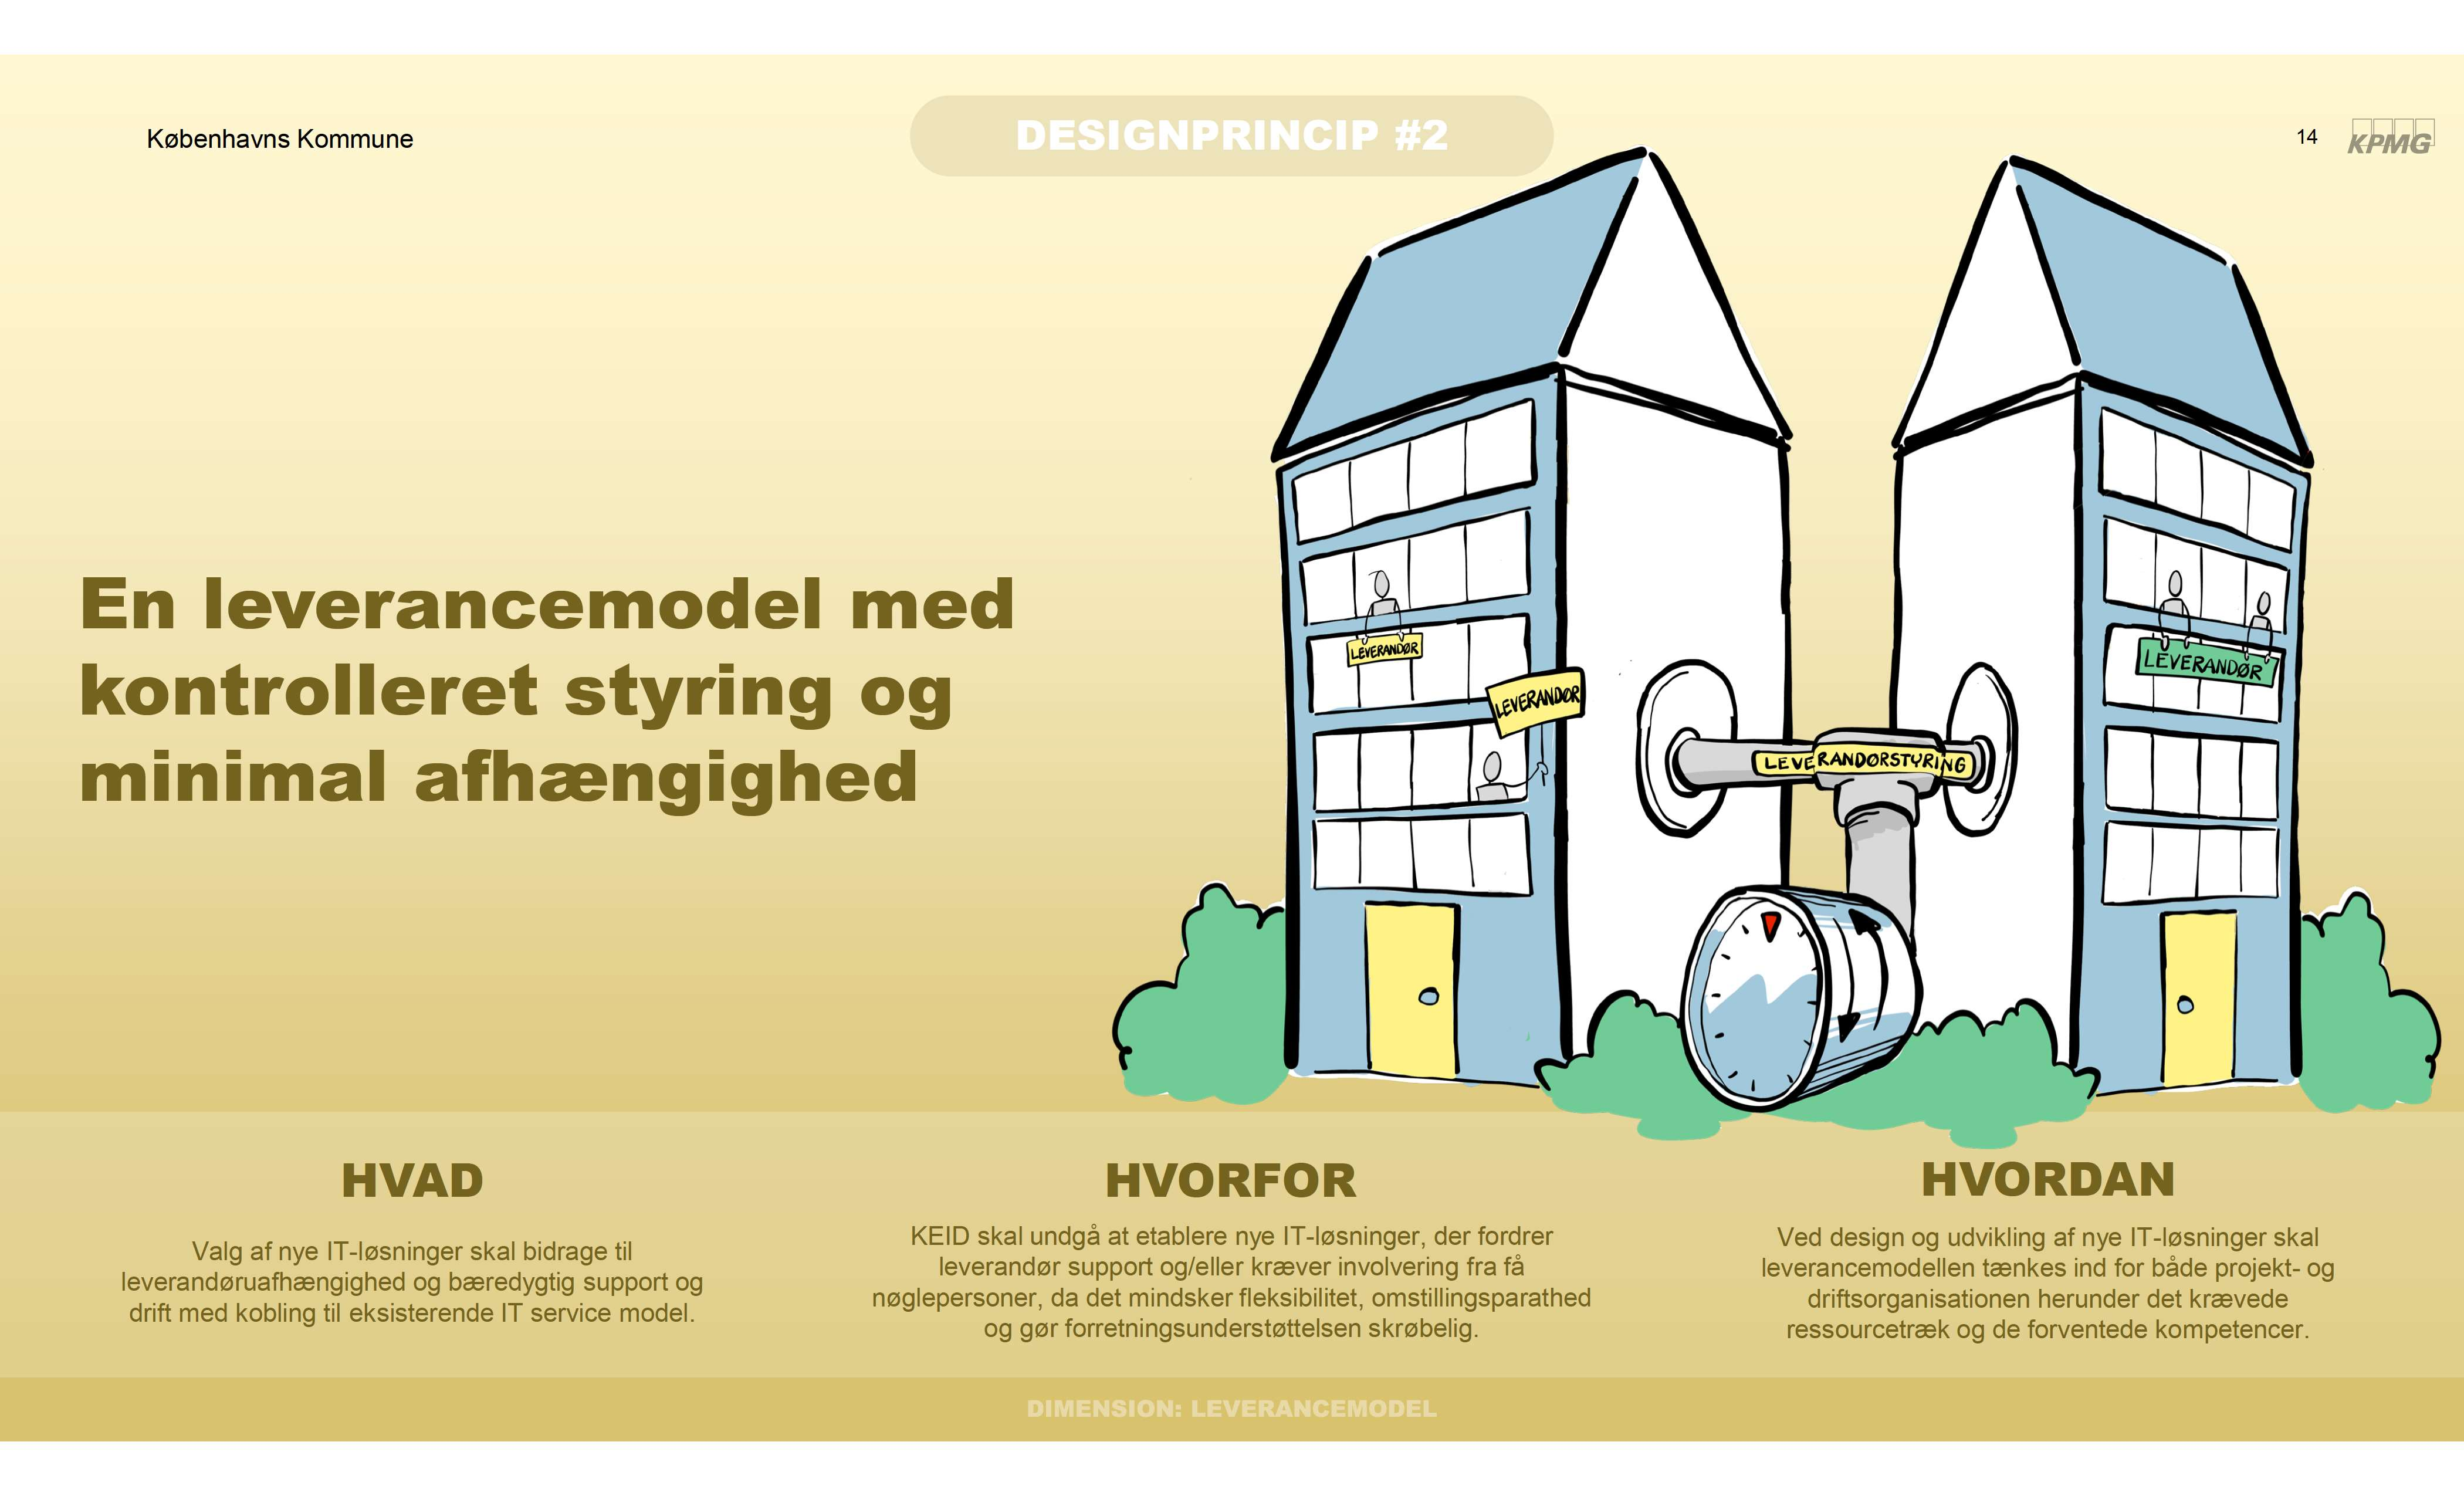 Københavns Kommune
DESIGNPRINCIP #2
14
KPMG
En leverancemodel med
kontrolleret styring og
minimal afhængighed
LEVERANDØR
LEVERANDØR
LEVERANDØR
LEVERANDØRSTYRING
HVAD
Valg af nye IT-løsninger skal bidrage til
leverandøruafhængighed og bæredygtig support og
drift med kobling til eksisterende IT service model.
HVORFOR
KEID skal undgå at etablere nye IT-løsninger, der fordrer
leverandør support og/eller kræver involvering fra få
nøglepersoner, da det mindsker fleksibilitet, omstillingsparathed
og gør forretningsunderstøttelsen skrøbelig.
HVORDAN
Ved design og udvikling af nye IT-løsninger skal
leverancemodellen tænkes ind for både projekt- og
driftsorganisationen herunder det krævede
ressourcetræk og de forventede kompetencer.
DIMENSION: LEVERANCEMODEL